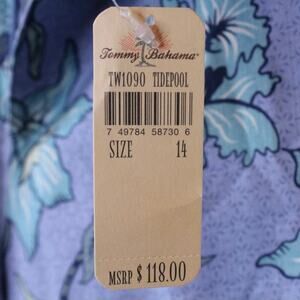 Tommy Bahama
TW1090 TIDEPOOL
7 49784 58730 6
SIZE 14
MSRP $118.00